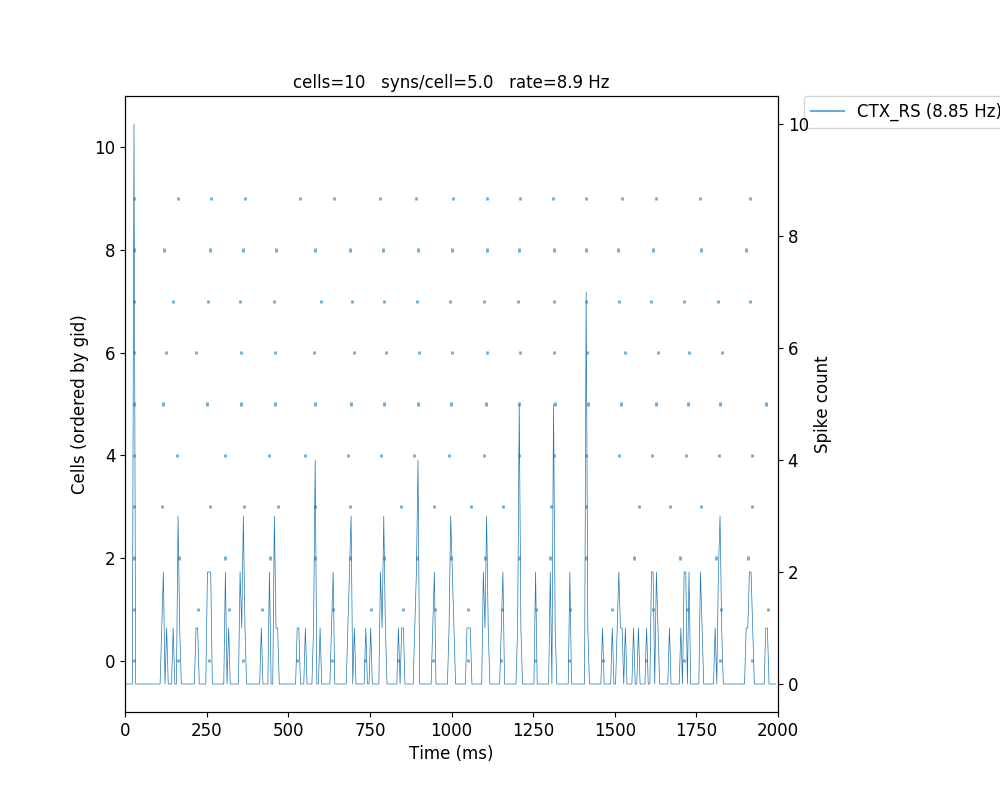 cells=10   syns/cell=5.0   rate=8.9 Hz
CTX_RS (8.85 Hz)
Cells (ordered by gid)
10
8
6
4
2
0
10
8
6
4
2
0
Spike count
0 250 500 750 1000 1250 1500 1750 2000
Time (ms)